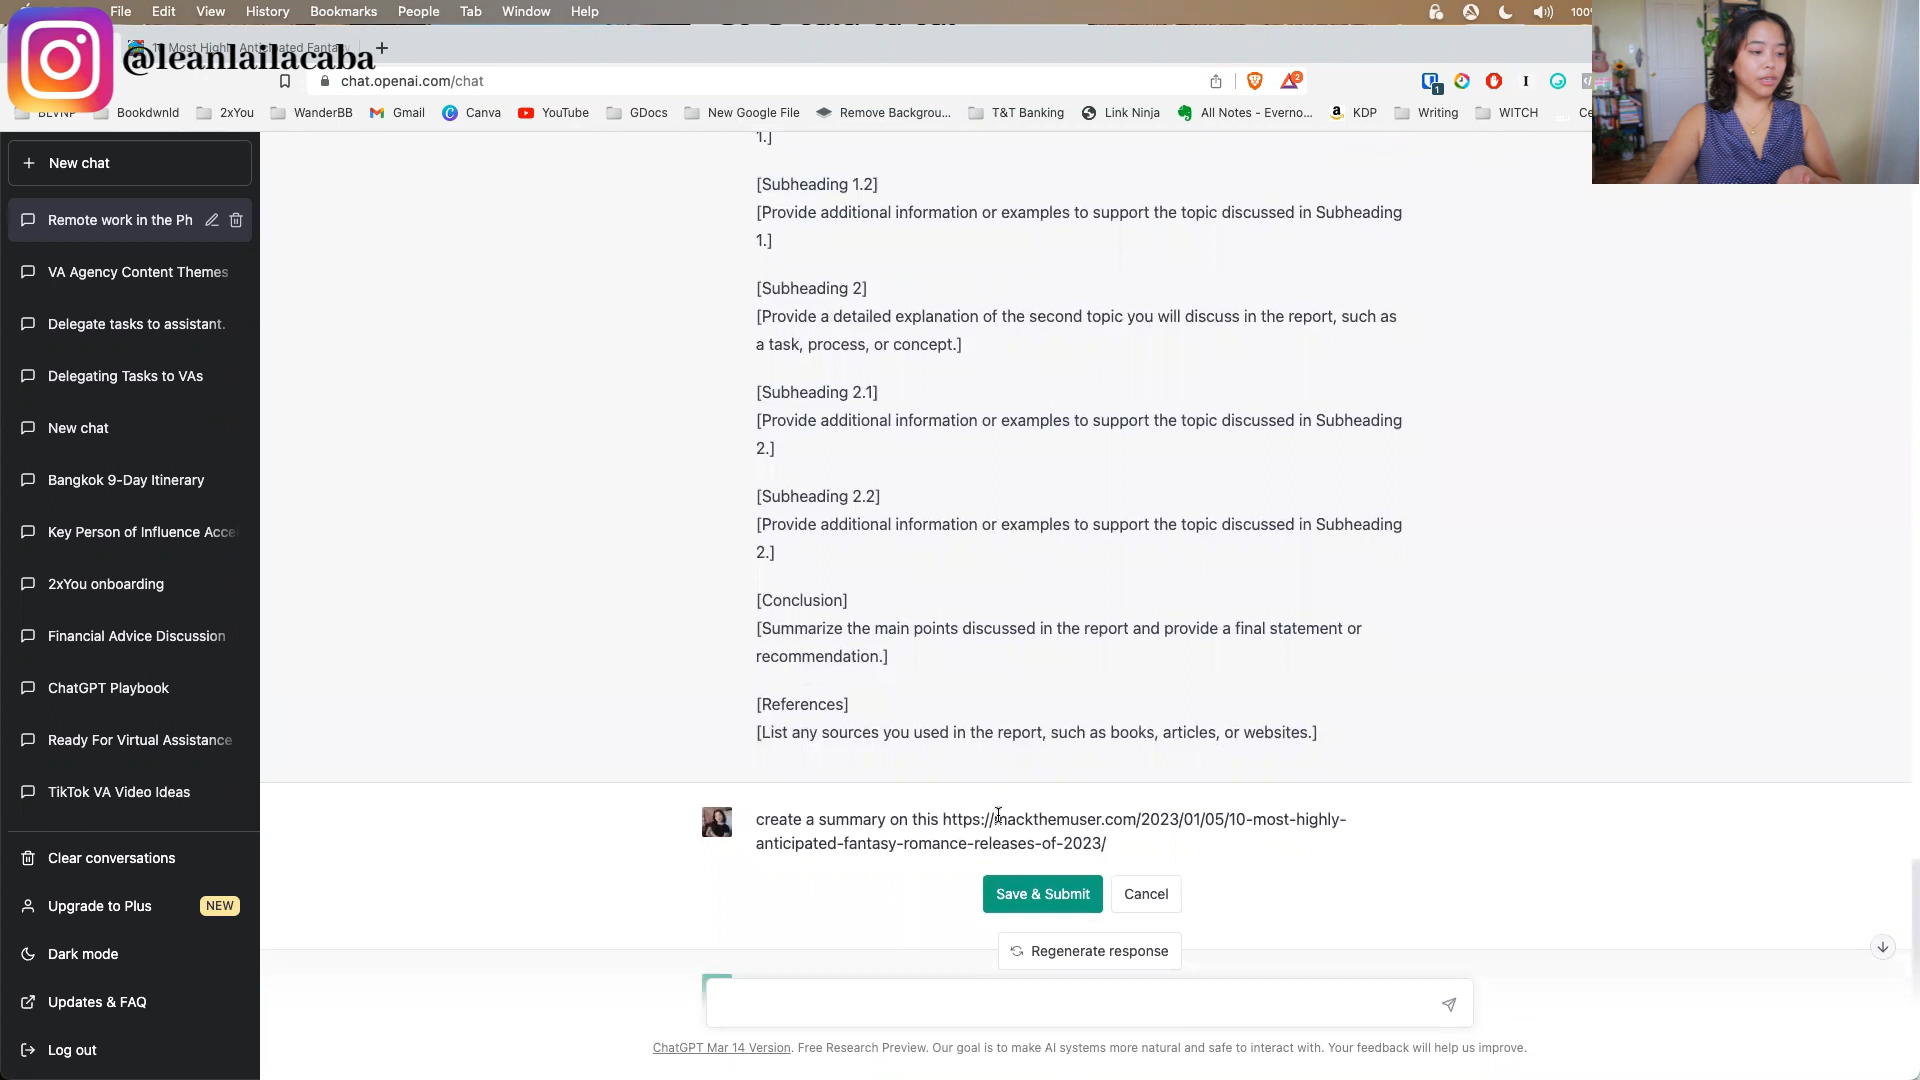 File Edit View History Bookmarks People Tab Window Help
100
Most Highly Anticipated Fantasy
@leanlailacaba
chat.openai.com/chat
2
1
Bookdwnld 2xYou WanderBB Gmail Canva YouTube GDocs New Google File Remove Backgrou... T&T Banking Link Ninja All Notes - Everno... KDP Writing WITCH Ce
New chat
Remote work in the Ph
VA Agency Content Themes
Delegate tasks to assistant.
Delegating Tasks to VAs
New chat
Bangkok 9-Day Itinerary
Key Person of Influence Acce
2xYou onboarding
Financial Advice Discussion
ChatGPT Playbook
Ready For Virtual Assistance
TikTok VA Video Ideas
Clear conversations
Upgrade to Plus NEW
Dark mode
Updates & FAQ
Log out
1.]
[Subheading 1.2]
[Provide additional information or examples to support the topic discussed in Subheading
1.]
[Subheading 2]
[Provide a detailed explanation of the second topic you will discuss in the report, such as
a task, process, or concept.]
[Subheading 2.1]
[Provide additional information or examples to support the topic discussed in Subheading
2.]
[Subheading 2.2]
[Provide additional information or examples to support the topic discussed in Subheading
2.]
[Conclusion]
[Summarize the main points discussed in the report and provide a final statement or
recommendation.]
[References]
[List any sources you used in the report, such as books, articles, or websites.]
create a summary on this https://hackthemuser.com/2023/01/05/10-most-highly-
anticipated-fantasy-romance-releases-of-2023/
Save & Submit Cancel
Regenerate response
ChatGPT Mar 14 Version. Free Research Preview. Our goal is to make AI systems more natural and safe to interact with. Your feedback will help us improve.